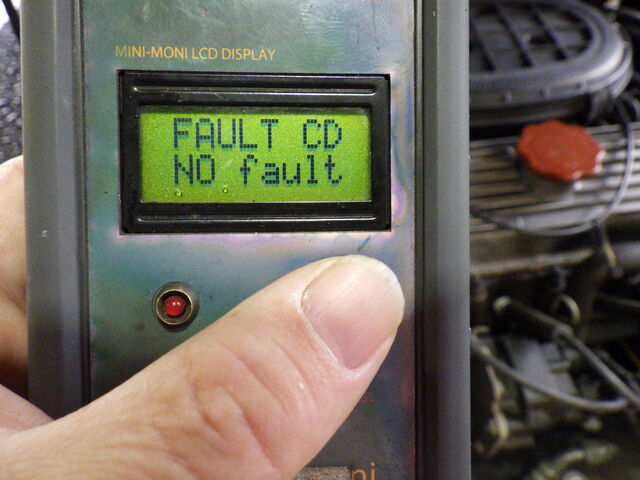 MINI-MONI LCD DISPLAY
FAULT CD
NO fault